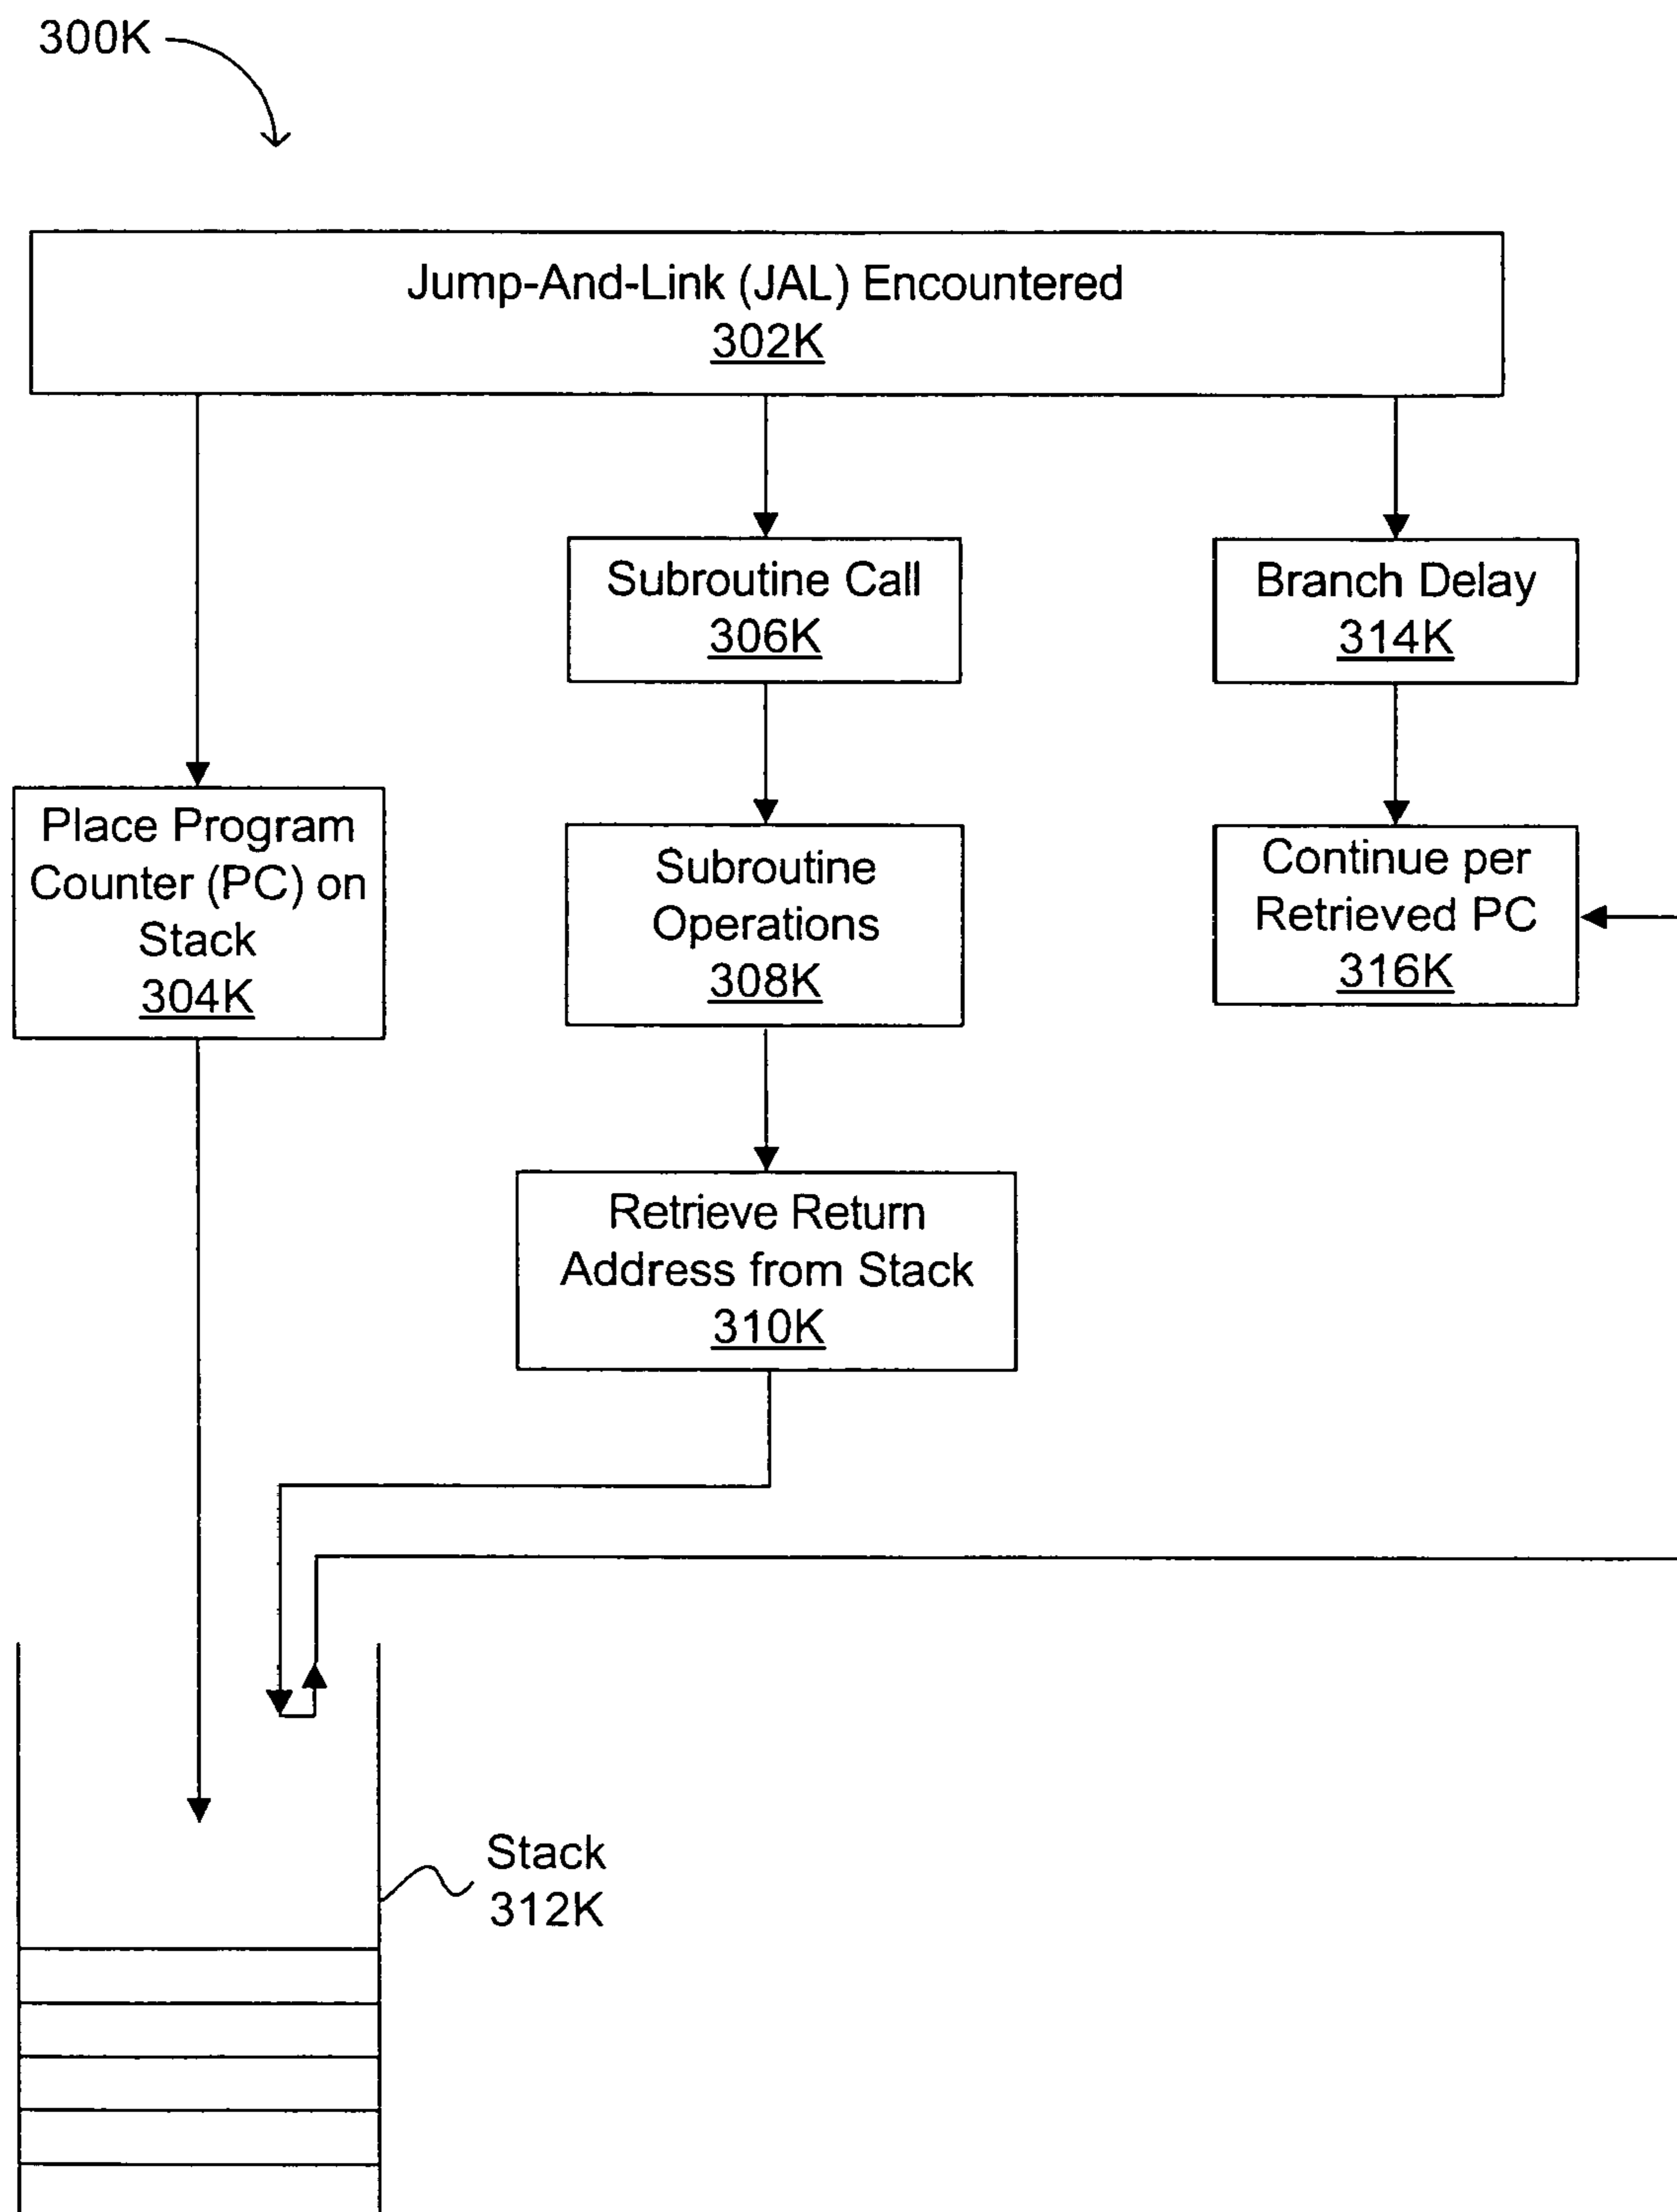 300K
Jump-And-Link (JAL) Encountered
302K
Subroutine Call
306K
Branch Delay
314K
Place Program
Counter (PC) on
Stack
304K
Subroutine
Operations
308K
Continue per
Retrieved PC
316K
Retrieve Return
Address from Stack
310K
Stack
312K